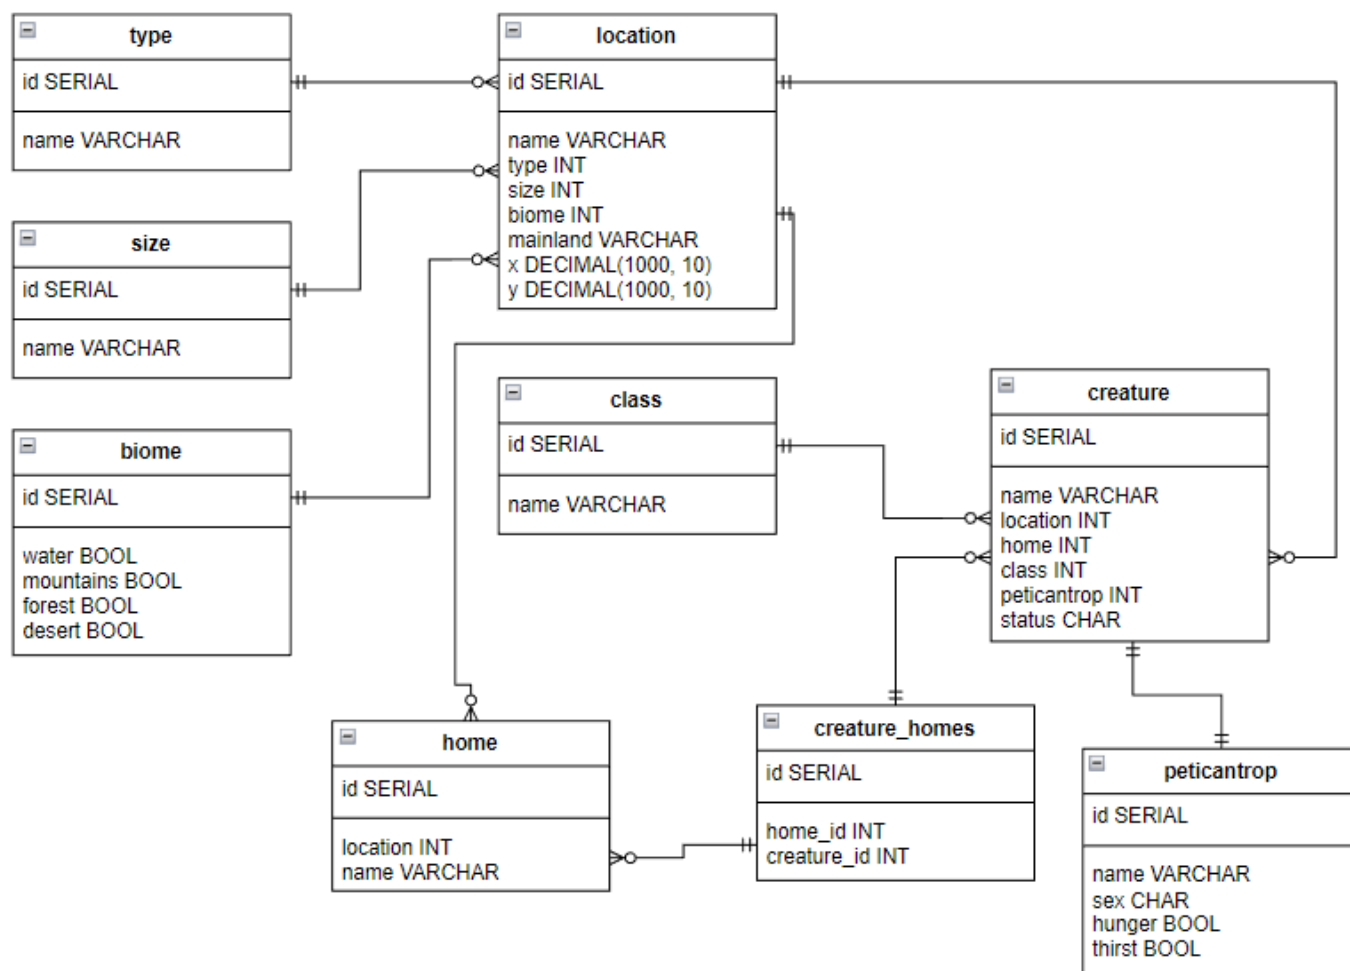 type
id SERIAL
name VARCHAR
location
id SERIAL
name VARCHAR
type INT
size INT
biome INT
mainland VARCHAR
x DECIMAL(1000, 10)
y DECIMAL(1000, 10)
size
id SERIAL
name VARCHAR
class
id SERIAL
name VARCHAR
creature
id SERIAL
name VARCHAR
location INT
home INT
class INT
peticantrop INT
status CHAR
biome
id SERIAL
water BOOL
mountains BOOL
forest BOOL
desert BOOL
home
id SERIAL
location INT
name VARCHAR
creature_homes
id SERIAL
home_id INT
creature_id INT
peticantrop
id SERIAL
name VARCHAR
sex CHAR
hunger BOOL
thirst BOOL